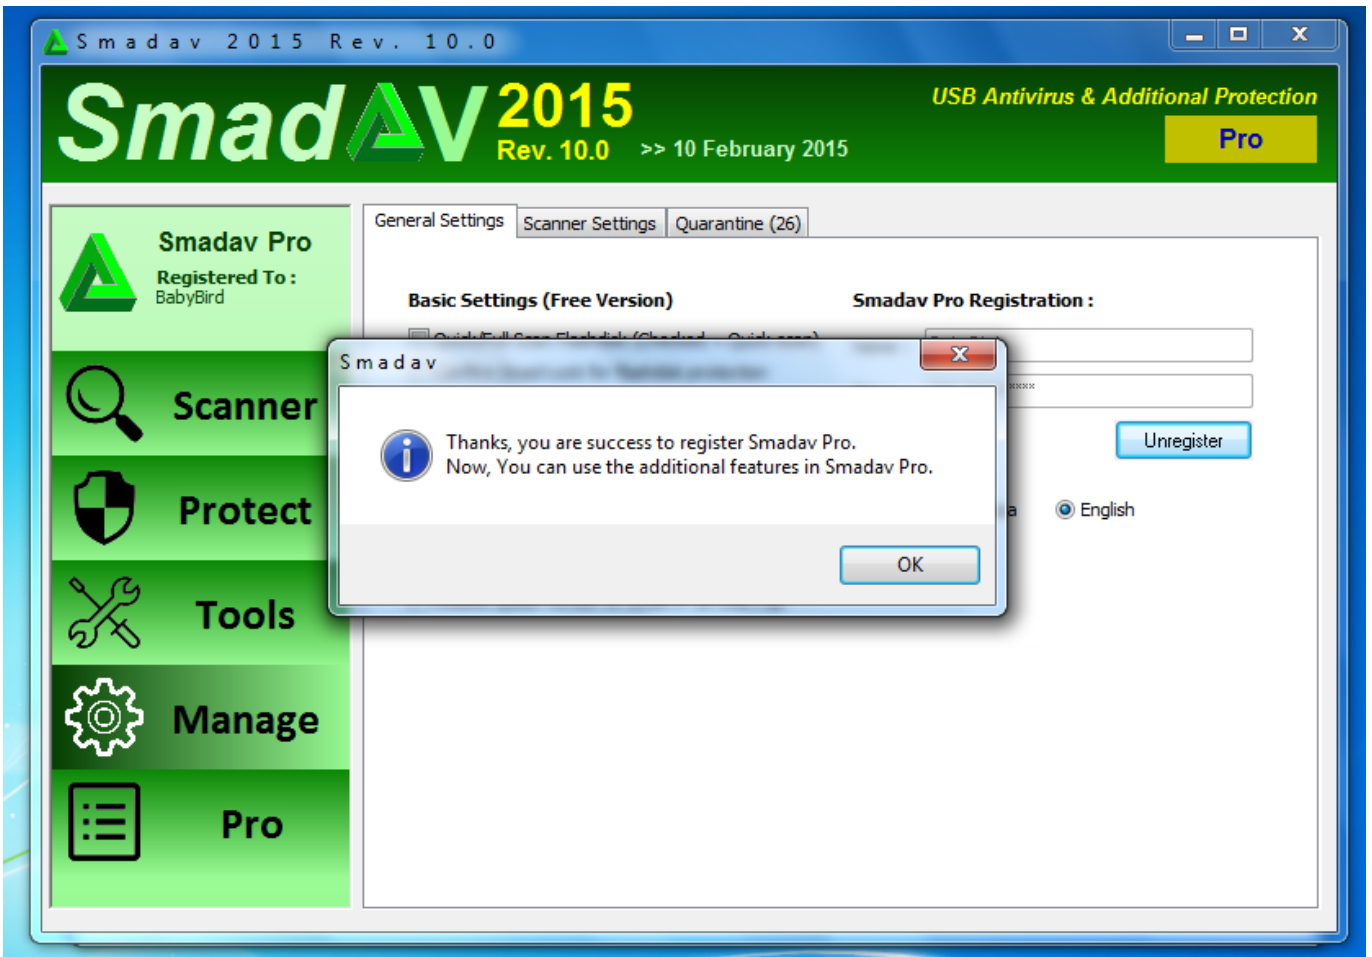 Smadav 2015 Rev. 10.0
SmadAV 2015
Rev. 10.0 >> 10 February 2015
USB Antivirus & Additional Protection
Pro
Smadav Pro
Registered To :
BabyBird
Scanner
Protect
Tools
Manage
Pro
General Settings Scanner Settings Quarantine (26)
Basic Settings (Free Version)
Smadav Pro Registration :
Smadav
Thanks, you are success to register Smadav Pro.
Now, You can use the additional features in Smadav Pro.
OK
Unregister
English